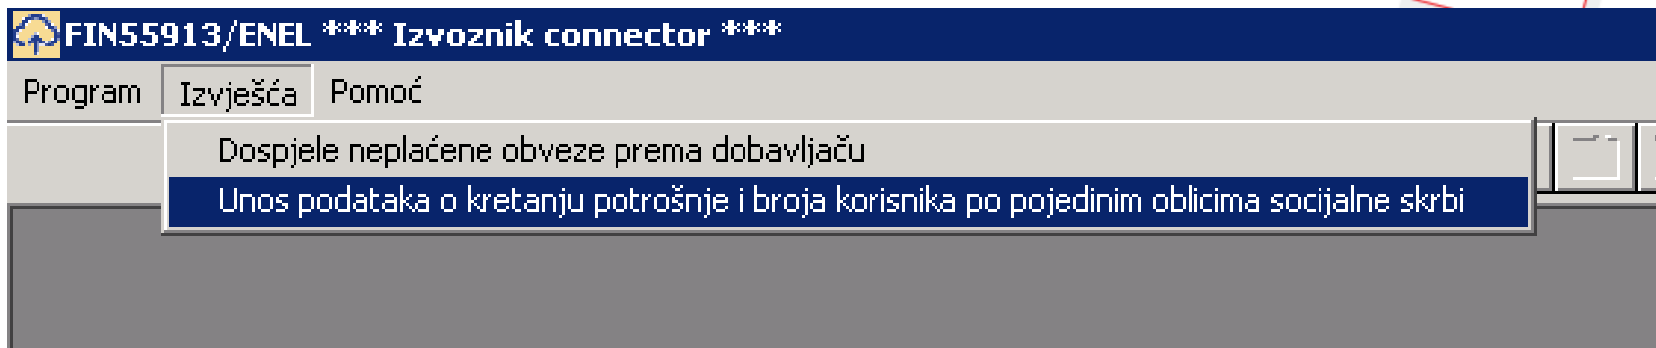 FIN55913/ENEL *** Izvoznik connector ***
Program Izvješća Pomoć
Dospjele neplaćene obveze prema dobavljaču
Unos podataka o kretanju potrošnje i broja korisnika po pojedinim oblicima socijalne skrbi